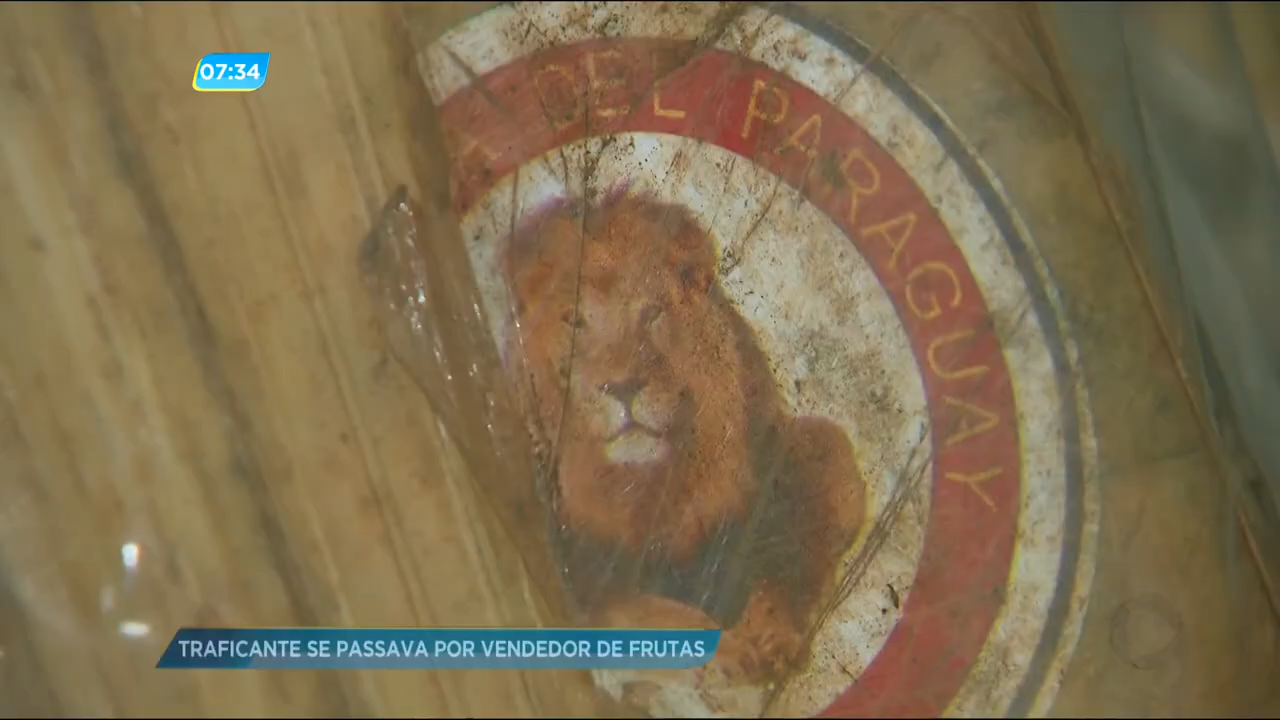 07:34
DEL PARAGUAY
TRAFICANTE SE PASSAVA POR VENDEDOR DE FRUTAS